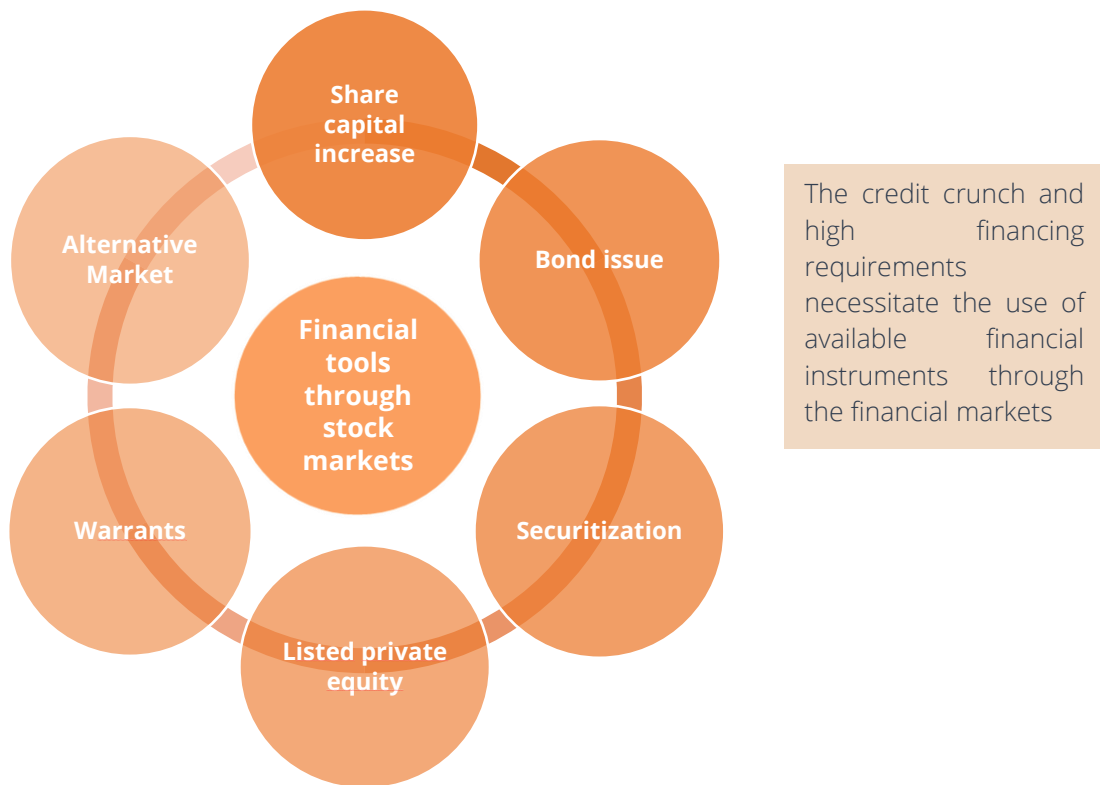 Share
capital
increase
Alternative
Market
Bond issue
Financial
tools
through
stock
markets
Warrants
Securitization
Listed private
equity
The credit crunch and
high financing
requirements
necessitate the use of
available financial
instruments through
the financial markets